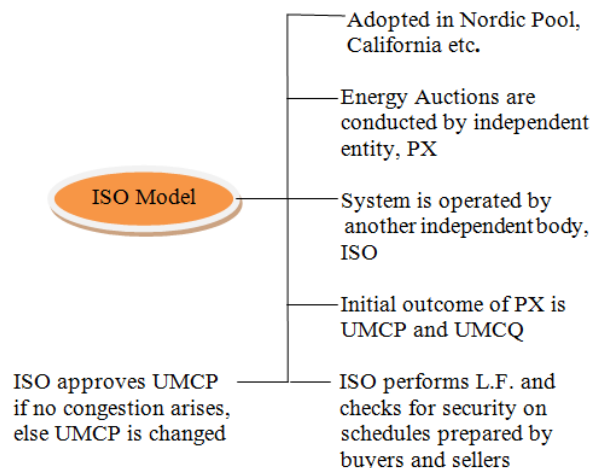 Adopted in Nordic Pool,
California etc.
Energy Auctions are
conducted by independent
entity, PX
ISO Model
System is operated by
another independent body,
ISO
Initial outcome of PX is
UMCP and UMCQ
ISO approves UMCP
if no congestion arises,
else UMCP is changed
ISO performs L.F. and
checks for security on
schedules prepared by
buyers and sellers